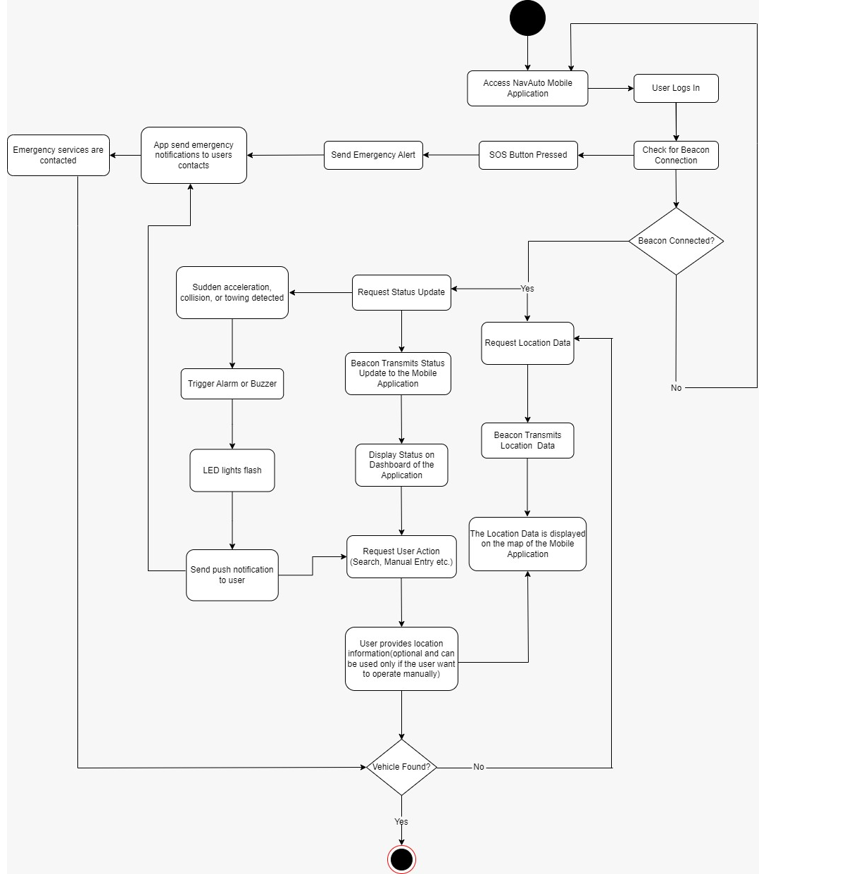 Access NavAuto Mobile
Application
User Logs In
Emergency services are
contacted
App send emergency
notifications to users
contacts
Send Emergency Alert
SOS Button Pressed
Check for Beacon
Connection
Beacon Connected?
Sudden acceleration,
collision, or towing detected
Request Status Update
Yes
Request Location Data
Beacon Transmits Status
Update to the Mobile
Application
Trigger Alarm or Buzzer
No
Beacon Transmits
Location Data
Display Status on
Dashboard of the
Application
LED lights flash
The Location Data is displayed
on the map of the Mobile
Application
Request User Action
(Search, Manual Entry etc.)
Send push notification
to user
User provides location
information(optional and can
be used only if the user want
to operate manually)
Vehicle Found?
No
Yes